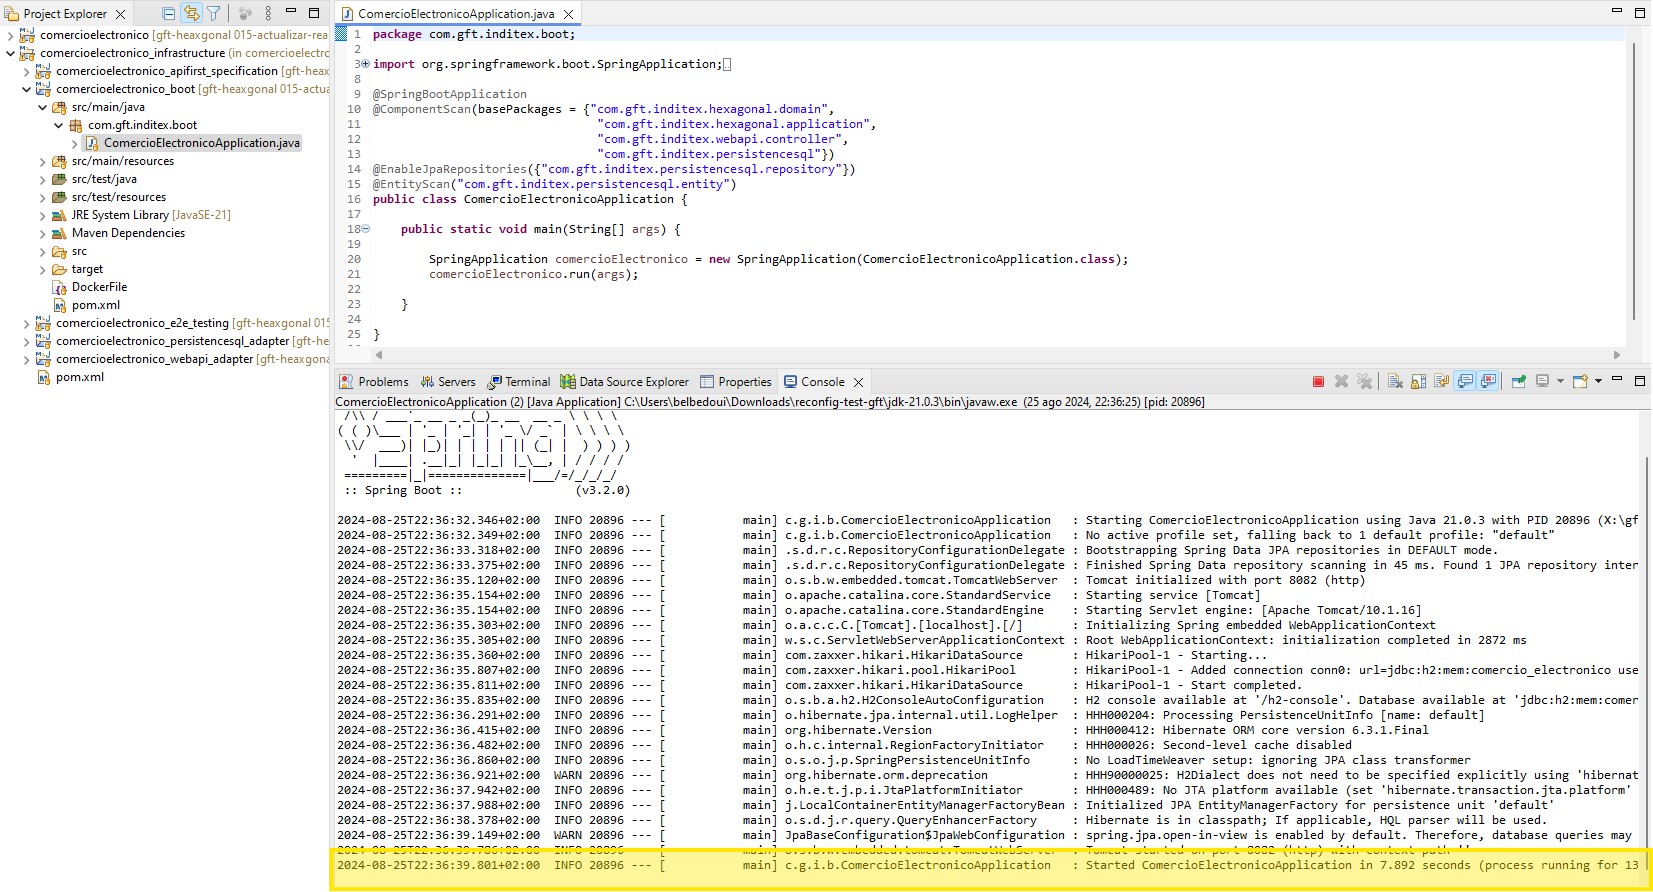 Project Explorer
comercioelectronico [gft-heaxgonal 015-actualizar-rea
comercioelectronico_infrastructure (in comercioelectro
comercioelectronico_apifirst_specification [gft-heax
comercioelectronico_boot [gft-heaxgonal 015-actua
src/main/java
com.gft.inditex.boot
ComercioElectronicoApplication.java
src/main/resources
src/test/java
src/test/resources
JRE System Library [JavaSE-21]
Maven Dependencies
src
target
DockerFile
pom.xml
comercioelectronico_e2e_testing [gft-heaxgonal 015
comercioelectronico_persistencesql_adapter [gft-he
comercioelectronico_webapi_adapter [gft-heaxgona
pom.xml
ComercioElectronicoApplication.java
1 package com.gft.inditex.boot;
2
3 import org.springframework.boot.SpringApplication;
8
9 @SpringBootApplication
10 @ComponentScan(basePackages = {"com.gft.inditex.hexagonal.domain",
11 "com.gft.inditex.hexagonal.application",
12 "com.gft.inditex.webapi.controller",
13 "com.gft.inditex.persistencesql"})
14 @EnableJpaRepositories({"com.gft.inditex.persistencesql.repository"})
15 @EntityScan("com.gft.inditex.persistencesql.entity")
16 public class ComercioElectronicoApplication {
17
18 public static void main(String[] args) {
19
20 SpringApplication comercioElectronico = new SpringApplication(ComercioElectronicoApplication.class);
21 comercioElectronico.run(args);
22
23 }
24
25 }
Problems Servers Terminal Data Source Explorer Properties Console
ComercioElectronicoApplication (2) [Java Application] C:\Users\belbedoui\Downloads\reconfig-test-gft\jdk-21.0.3\bin\javaw.exe (25 ago 2024, 22:36:25) [pid: 20896]
:: Spring Boot :: (v3.2.0)
2024-08-25T22:36:32.346+02:00 INFO 20896 --- [ main] c.g.i.b.ComercioElectronicoApplication : Starting ComercioElectronicoApplication using Java 21.0.3 with PID 20896 (X:\gf
2024-08-25T22:36:32.349+02:00 INFO 20896 --- [ main] c.g.i.b.ComercioElectronicoApplication : No active profile set, falling back to 1 default profile: "default"
2024-08-25T22:36:33.318+02:00 INFO 20896 --- [ main] .s.d.r.c.RepositoryConfigurationDelegate : Bootstrapping Spring Data JPA repositories in DEFAULT mode.
2024-08-25T22:36:33.375+02:00 INFO 20896 --- [ main] .s.d.r.c.RepositoryConfigurationDelegate : Finished Spring Data repository scanning in 45 ms. Found 1 JPA repository inter
2024-08-25T22:36:35.120+02:00 INFO 20896 --- [ main] o.s.b.w.embedded.tomcat.TomcatWebServer : Tomcat initialized with port 8082 (http)
2024-08-25T22:36:35.154+02:00 INFO 20896 --- [ main] o.apache.catalina.core.StandardService : Starting service [Tomcat]
2024-08-25T22:36:35.154+02:00 INFO 20896 --- [ main] o.apache.catalina.core.StandardEngine : Starting Servlet engine: [Apache Tomcat/10.1.16]
2024-08-25T22:36:35.303+02:00 INFO 20896 --- [ main] o.a.c.c.C.[Tomcat].[localhost].[/] : Initializing Spring embedded WebApplicationContext
2024-08-25T22:36:35.305+02:00 INFO 20896 --- [ main] w.s.c.ServletWebServerApplicationContext : Root WebApplicationContext: initialization completed in 2872 ms
2024-08-25T22:36:35.360+02:00 INFO 20896 --- [ main] com.zaxxer.hikari.HikariDataSource : HikariPool-1 - Starting...
2024-08-25T22:36:35.807+02:00 INFO 20896 --- [ main] com.zaxxer.hikari.pool.HikariPool : HikariPool-1 - Added connection conn0: url=jdbc:h2:mem:comercio_electronico use
2024-08-25T22:36:35.811+02:00 INFO 20896 --- [ main] com.zaxxer.hikari.HikariDataSource : HikariPool-1 - Start completed.
2024-08-25T22:36:35.835+02:00 INFO 20896 --- [ main] o.s.b.a.h2.H2ConsoleAutoConfiguration : H2 console available at '/h2-console'. Database available at 'jdbc:h2:mem:comer
2024-08-25T22:36:36.291+02:00 INFO 20896 --- [ main] o.hibernate.jpa.internal.util.LogHelper : HHH000204: Processing PersistenceUnitInfo [name: default]
2024-08-25T22:36:36.415+02:00 INFO 20896 --- [ main] org.hibernate.Version : HHH000412: Hibernate ORM core version 6.3.1.Final
2024-08-25T22:36:36.482+02:00 INFO 20896 --- [ main] o.h.c.internal.RegionFactoryInitiator : HHH000026: Second-level cache disabled
2024-08-25T22:36:36.860+02:00 INFO 20896 --- [ main] o.s.o.j.p.SpringPersistenceUnitInfo : No LoadTimeWeaver setup: ignoring JPA class transformer
2024-08-25T22:36:36.921+02:00 WARN 20896 --- [ main] org.hibernate.orm.deprecation : HHH90000025: H2Dialect does not need to be specified explicitly using 'hibernat
2024-08-25T22:36:37.942+02:00 INFO 20896 --- [ main] o.h.e.t.j.p.i.JtaPlatformInitiator : HHH000489: No JTA platform available (set 'hibernate.transaction.jta.platform'
2024-08-25T22:36:37.988+02:00 INFO 20896 --- [ main] j.LocalContainerEntityManagerFactoryBean : Initialized JPA EntityManagerFactory for persistence unit 'default'
2024-08-25T22:36:38.378+02:00 INFO 20896 --- [ main] o.s.d.j.r.query.QueryEnhancerFactory : Hibernate is in classpath; If applicable, HQL parser will be used.
2024-08-25T22:36:39.149+02:00 WARN 20896 --- [ main] JpaBaseConfiguration$JpaWebConfiguration : spring.jpa.open-in-view is enabled by default. Therefore, database queries may
2024-08-25T22:36:39.786+02:00 INFO 20896 --- [ main] o.s.b.w.embedded.tomcat.TomcatWebServer : Tomcat started on port 8082 (http) with context path ''
2024-08-25T22:36:39.801+02:00 INFO 20896 --- [ main] c.g.i.b.ComercioElectronicoApplication : Started ComercioElectronicoApplication in 7.892 seconds (process running for 13